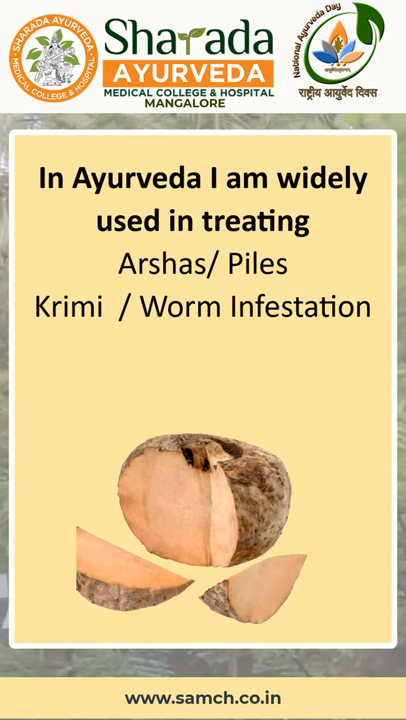 SHARADA AYURVEDA
MEDICAL COLLEGE & HOSPITAL
Sharada
AYURVEDA
MEDICAL COLLEGE & HOSPITAL
MANGALORE
National Ayurveda Day
राष्ट्रीय आयुर्वेद दिवस
In Ayurveda I am widely
used in treating
Arshas/ Piles
Krimi / Worm Infestation
www.samch.co.in